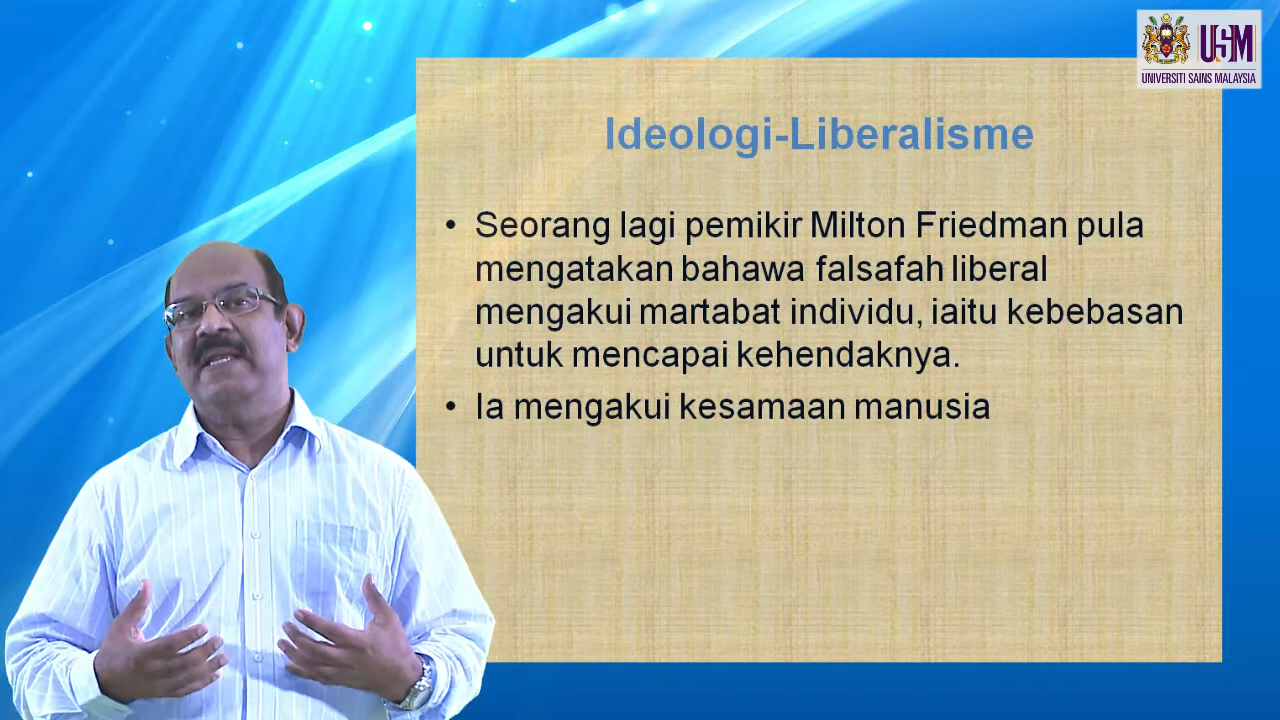 USM
UNIVERSITI SAINS MALAYSIA
Ideologi-Liberalisme
• Seorang lagi pemikir Milton Friedman pula
mengatakan bahawa falsafah liberal
mengakui martabat individu, iaitu kebebasan
untuk mencapai kehendaknya.
• Ia mengakui kesamaan manusia